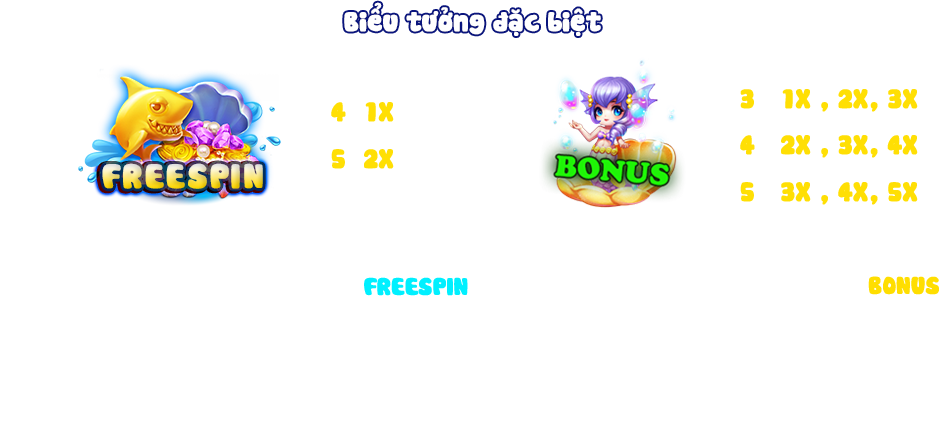 Biểu tưởng đặc biệt
FREESPIN
4 1X
5 2X
BONUS
3 1X , 2X, 3X
4 2X , 3X, 4X
5 3X , 4X, 5X
FREESPIN
BONUS